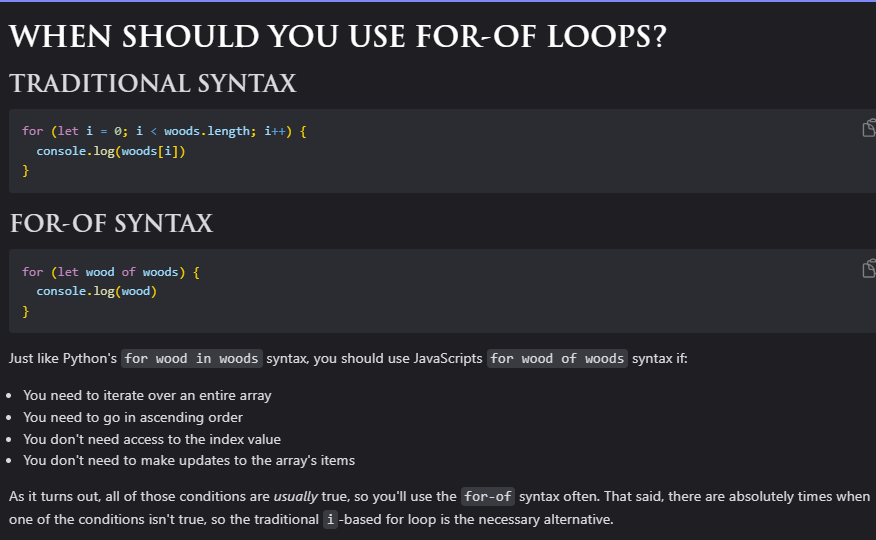 WHEN SHOULD YOU USE FOR-OF LOOPS?
TRADITIONAL SYNTAX
for (let i = 0; i < woods.length; i++) {
  console.log(woods[i])
}
FOR-OF SYNTAX
for (let wood of woods) {
  console.log(wood)
}
Just like Python's for wood in woods syntax, you should use JavaScripts for wood of woods syntax if:
• You need to iterate over an entire array
• You need to go in ascending order
• You don't need access to the index value
• You don't need to make updates to the array's items
As it turns out, all of those conditions are usually true, so you'll use the for-of syntax often. That said, there are absolutely times when
one of the conditions isn't true, so the traditional i-based for loop is the necessary alternative.